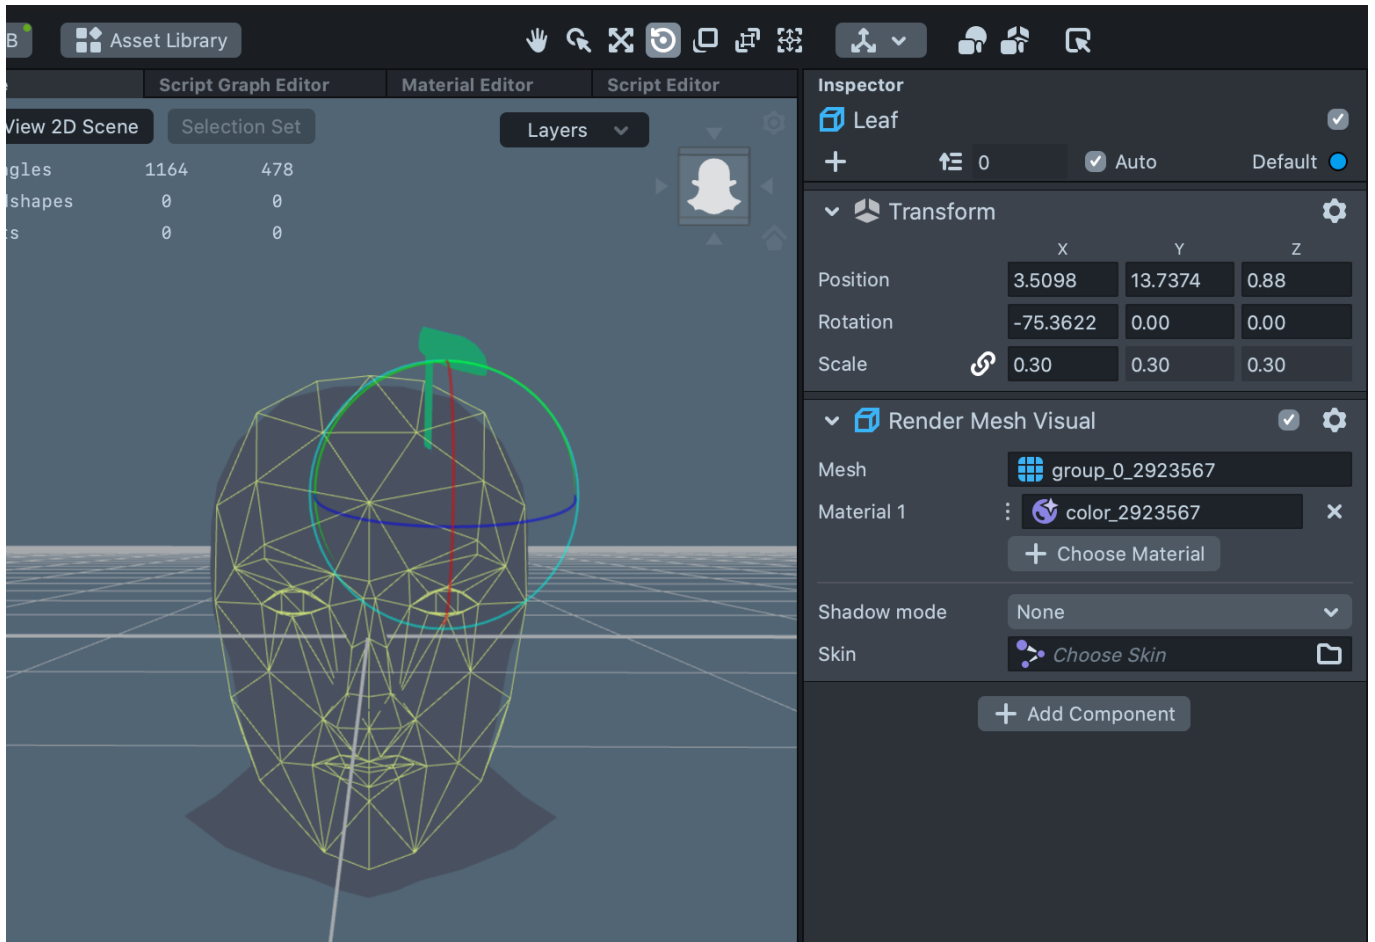 B
Asset Library
Script Graph Editor
Material Editor
Script Editor
View 2D Scene
Selection Set
Layers
gles 1164 478
shapes 0 0
s 0 0
Inspector
Leaf
0
Auto
Default
Transform
X Y Z
Position 3.5098 13.7374 0.88
Rotation -75.3622 0.00 0.00
Scale 0.30 0.30 0.30
Render Mesh Visual
Mesh group_0_2923567
Material 1 color_2923567
Choose Material
Shadow mode None
Skin Choose Skin
Add Component